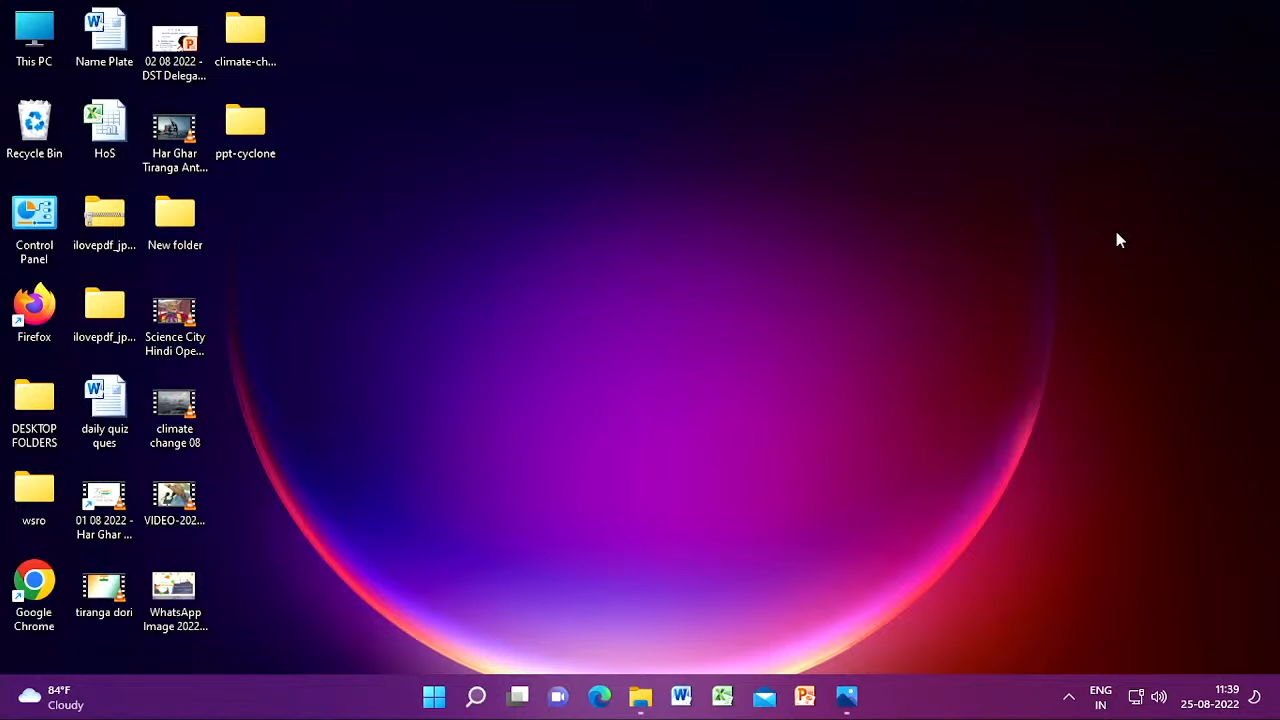 This PC
Name Plate
02 08 2022 -
DST Delega...
climate-ch...
Recycle Bin
HoS
Har Ghar
Tiranga Ant...
ppt-cyclone
Control
Panel
ilovepdf_jp...
New folder
Firefox
ilovepdf_jp...
Science City
Hindi Ope...
DESKTOP
FOLDERS
daily quiz
ques
climate
change 08
wsro
01 08 2022 -
Har Ghar ...
VIDEO-202...
Google
Chrome
tiranga dori
WhatsApp
Image 2022...
84°F
Cloudy
ENG
IN
11:39
25-08-2022